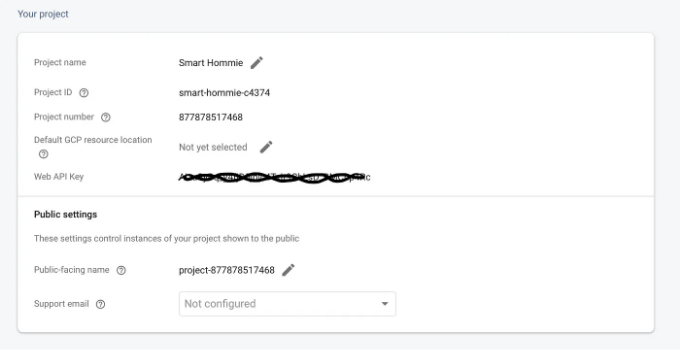 Your project
Project name Smart Hommie
Project ID smart-hommie-c4374
Project number 877878517468
Default GCP resource location Not yet selected
Web API Key
Public settings
These settings control instances of your project shown to the public
Public-facing name project-877878517468
Support email Not configured